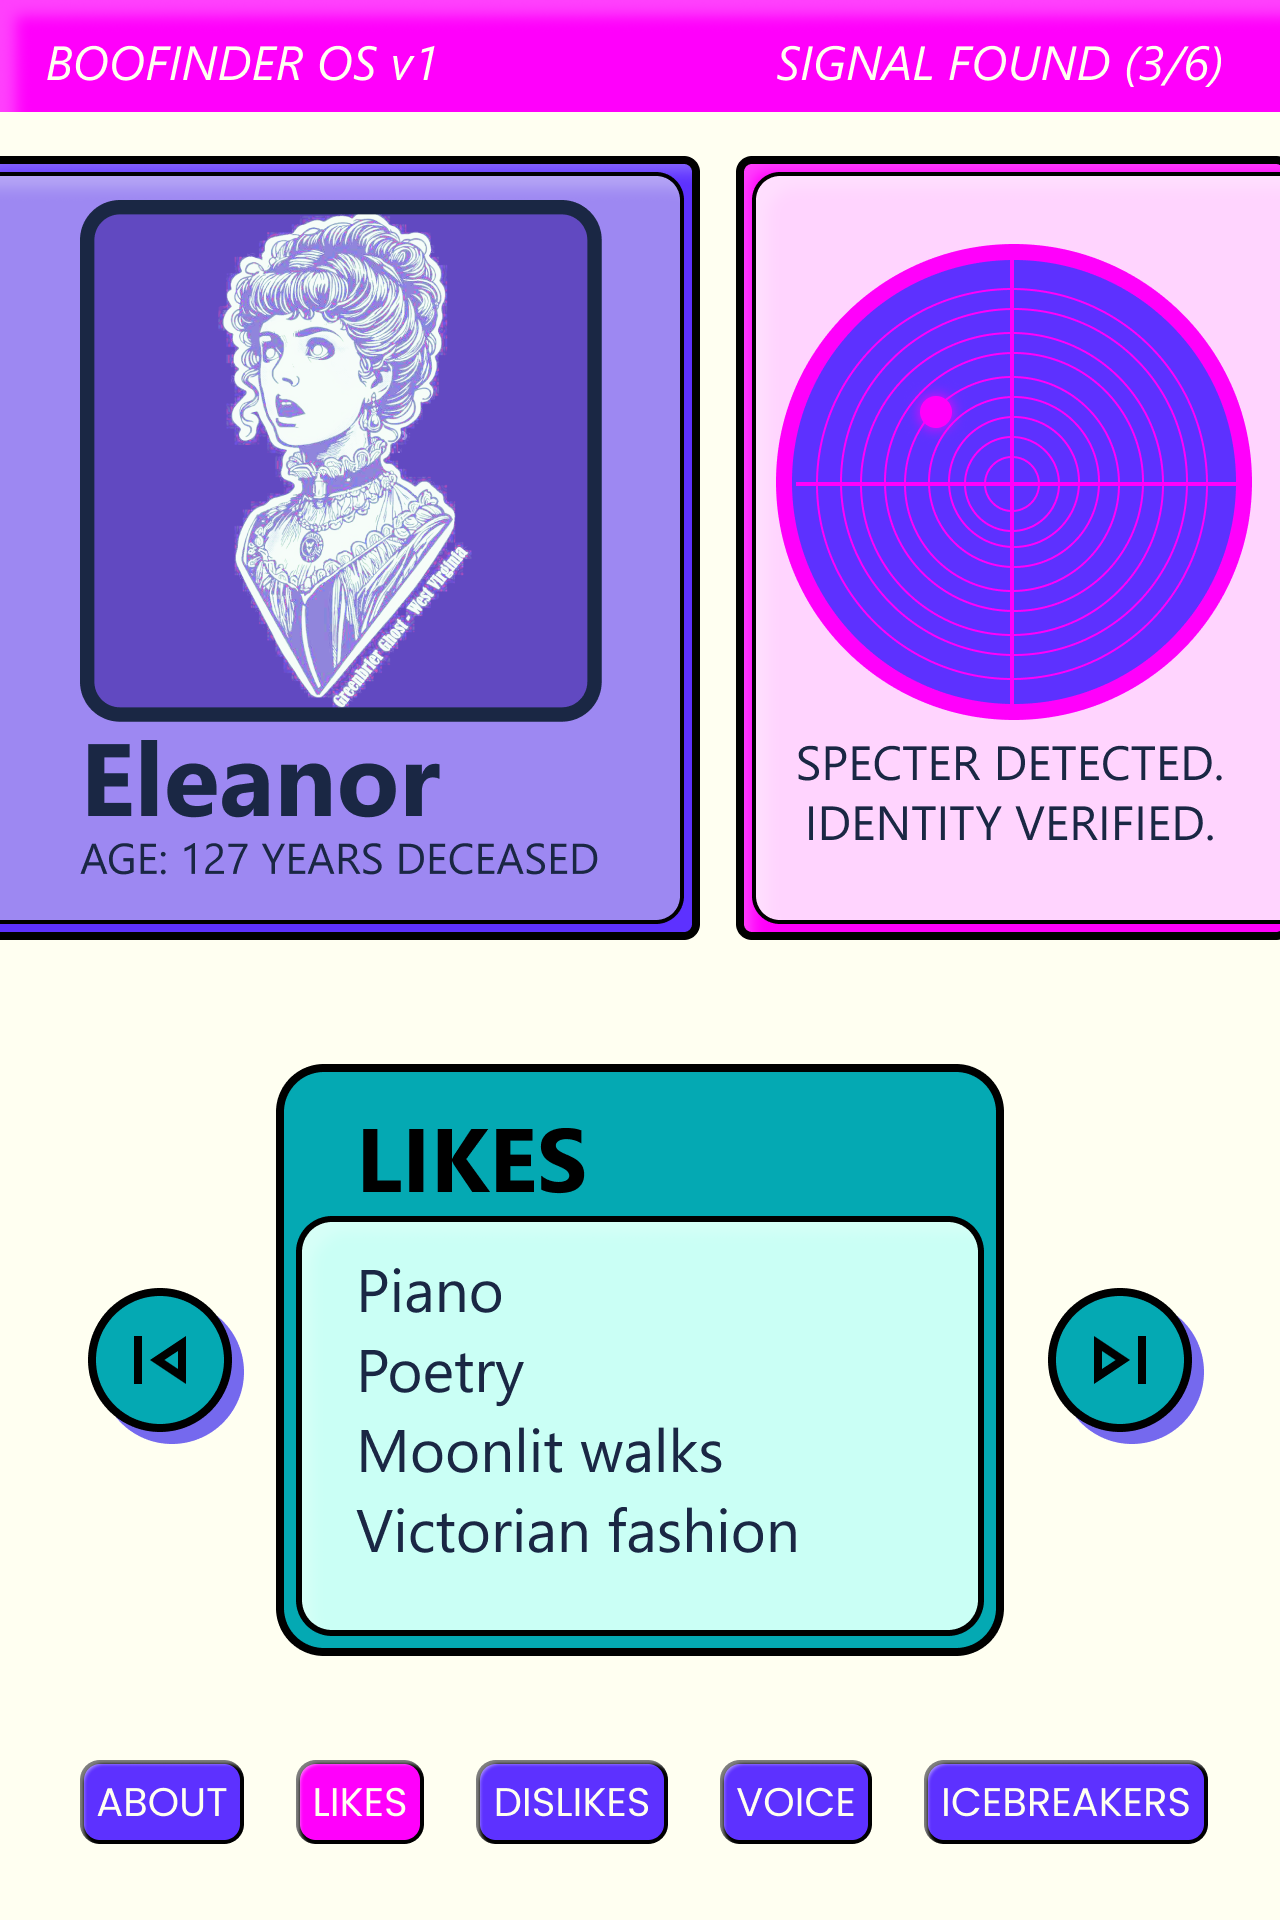 BOOFINDER OS v1
SIGNAL FOUND (3/6)
Greenbrier Ghost - West Virginia
Eleanor
AGE: 127 YEARS DECEASED
SPECTER DETECTED.
IDENTITY VERIFIED.
LIKES
Piano
Poetry
Moonlit walks
Victorian fashion
ABOUT
LIKES
DISLIKES
VOICE
ICEBREAKERS